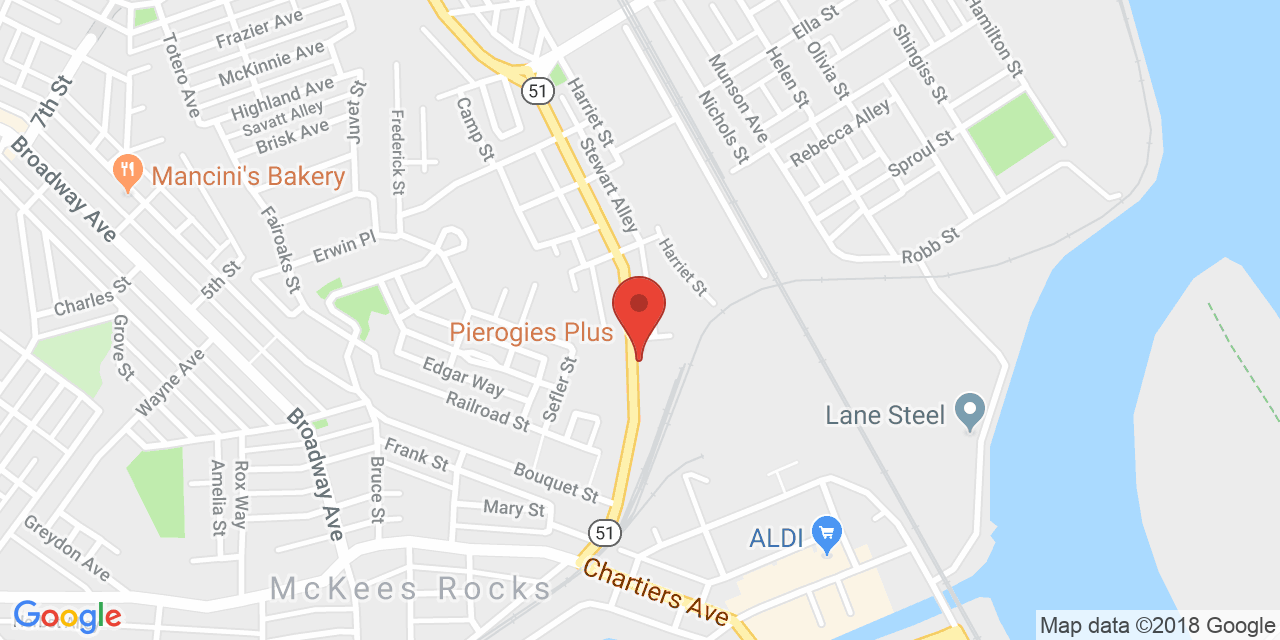 Frazier Ave
McKinnie Ave
Totero Ave
Highland Ave
Savatt Alley
Brisk Ave
Juvet St
7th St
Broadway Ave
Mancini's Bakery
Frederick St
Camp St
51
Harriet St
Stewart Alley
Harriet St
Munson Ave
Nichols St
Helen St
Ella St
Olivia St
Rebecca Alley
Shingiss St
Hamilton St
Sproul St
Robb St
Fairoaks St
Erwin Pl
5th St
Charles St
Grove St
Wayne Ave
Pierogies Plus
Edgar Way
Railroad St
Sefler St
Lane Steel
Broadway Ave
Frank St
Bouquet St
Mary St
Bruce St
Rox Way
Amelia St
Greydon Ave
51
ALDI
Chartiers Ave
McKees Rocks
Google
Map data ©2018 Google